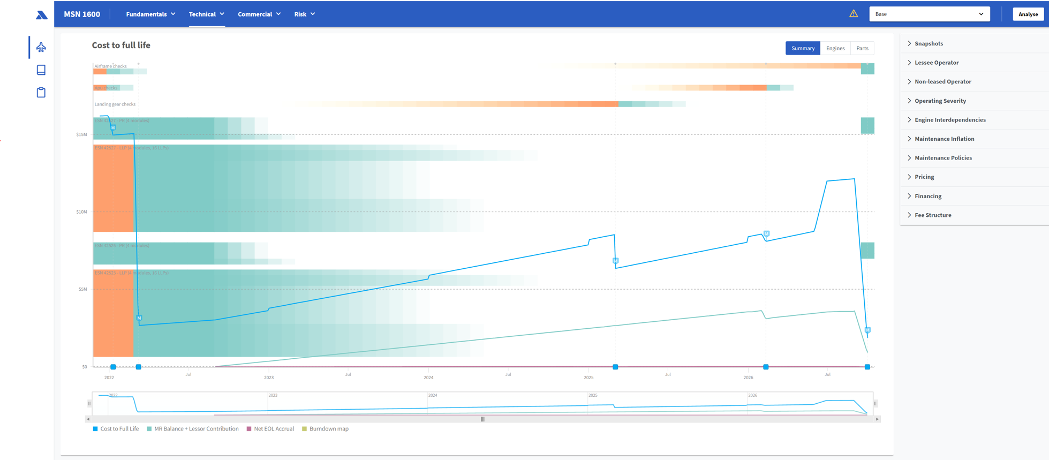 MSN 1600
Fundamentals
Technical
Commercial
Risk
Base
Analyse
Cost to full life
Summary
Engines
Parts
Airframe checks
Landing gear checks
$10M
$5M
$0
2022
Jul
2023
Jul
2024
Jul
2025
Jul
2026
Jul
2022
2023
2024
2025
2026
Cost to Full Life
MR Balance + Lessor Contribution
Net EOL Accrual
Burndown map
Snapshots
Lessee Operator
Non-leased Operator
Operating Severity
Engine Interdependencies
Maintenance Inflation
Maintenance Policies
Pricing
Financing
Fee Structure